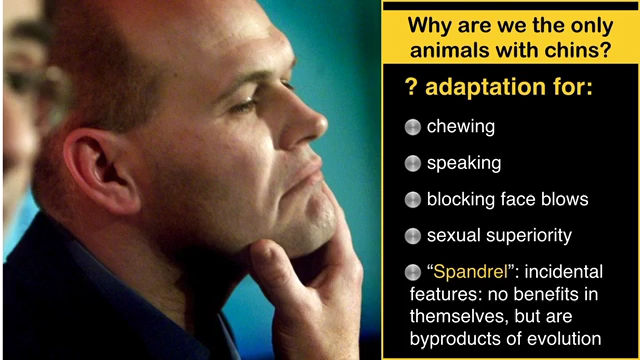 Why are we the only
animals with chins?
? adaptation for:
chewing
speaking
blocking face blows
sexual superiority
“Spandrel”: incidental
features: no benefits in
themselves, but are
byproducts of evolution